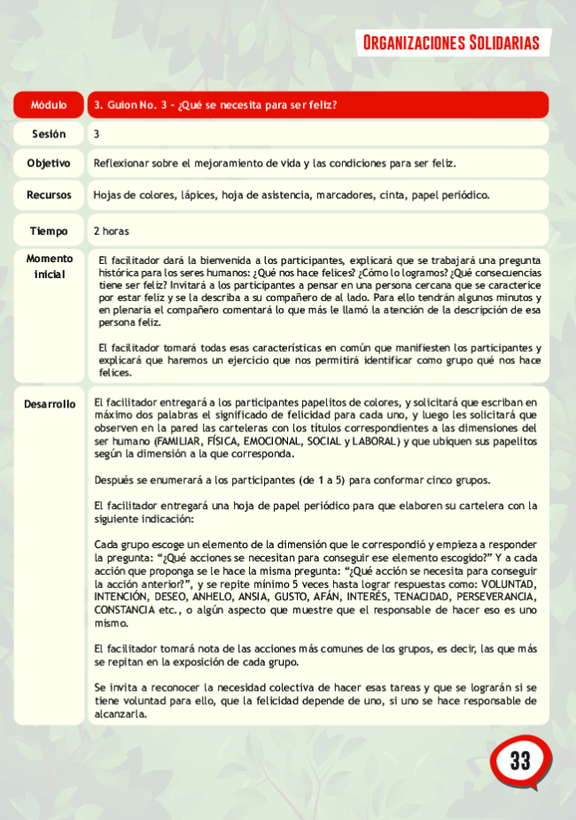 ORGANIZACIONES SOLIDARIAS
Módulo
3. Guion No. 3 - ¿Qué se necesita para ser feliz?
Sesión
3
Objetivo
Reflexionar sobre el mejoramiento de vida y las condiciones para ser feliz.
Recursos
Hojas de colores, lápices, hoja de asistencia, marcadores, cinta, papel periódico.
Tiempo
2 horas
Momento
inicial
El facilitador dará la bienvenida a los participantes, explicará que se trabajará una pregunta
histórica para los seres humanos: ¿Qué nos hace felices? ¿Cómo lo logramos? ¿Qué consecuencias
tiene ser feliz? Invitará a los participantes a pensar en una persona cercana que se caracterice
por estar feliz y se la describa a su compañero de al lado. Para ello tendrán algunos minutos y
en plenaria el compañero comentará lo que más le llamó la atención de la descripción de esa
persona feliz.
El facilitador tomará todas esas características en común que manifiesten los participantes y
explicará que haremos un ejercicio que nos permitirá identificar como grupo qué nos hace
felices.
Desarrollo
El facilitador entregará a los participantes papelitos de colores, y solicitará que escriban en
máximo dos palabras el significado de felicidad para cada uno, y luego les solicitará que
observen en la pared las carteleras con los títulos correspondientes a las dimensiones del
ser humano (FAMILIAR, FÍSICA, EMOCIONAL, SOCIAL y LABORAL) y que ubiquen sus papelitos
según la dimensión a la que corresponda.
Después se enumerará a los participantes (de 1 a 5) para conformar cinco grupos.
El facilitador entregará una hoja de papel periódico para que elaboren su cartelera con la
siguiente indicación:
Cada grupo escoge un elemento de la dimensión que le correspondió y empieza a responder
la pregunta: “¿Qué acciones se necesitan para conseguir ese elemento escogido?” Y a cada
acción que proponga se le hace la misma pregunta: “¿Qué acción se necesita para conseguir
la acción anterior?”, y se repite mínimo 5 veces hasta lograr respuestas como: VOLUNTAD,
INTENCIÓN, DESEO, ANHELO, ANSIA, GUSTO, AFÁN, INTERÉS, TENACIDAD, PERSEVERANCIA,
CONSTANCIA etc., o algún aspecto que muestre que el responsable de hacer eso es uno
mismo.
El facilitador tomará nota de las acciones más comunes de los grupos, es decir, las que más
se repitan en la exposición de cada grupo.
Se invita a reconocer la necesidad colectiva de hacer esas tareas y que se lograrán si se
tiene voluntad para ello, que la felicidad depende de uno, si uno se hace responsable de
alcanzarla.
33